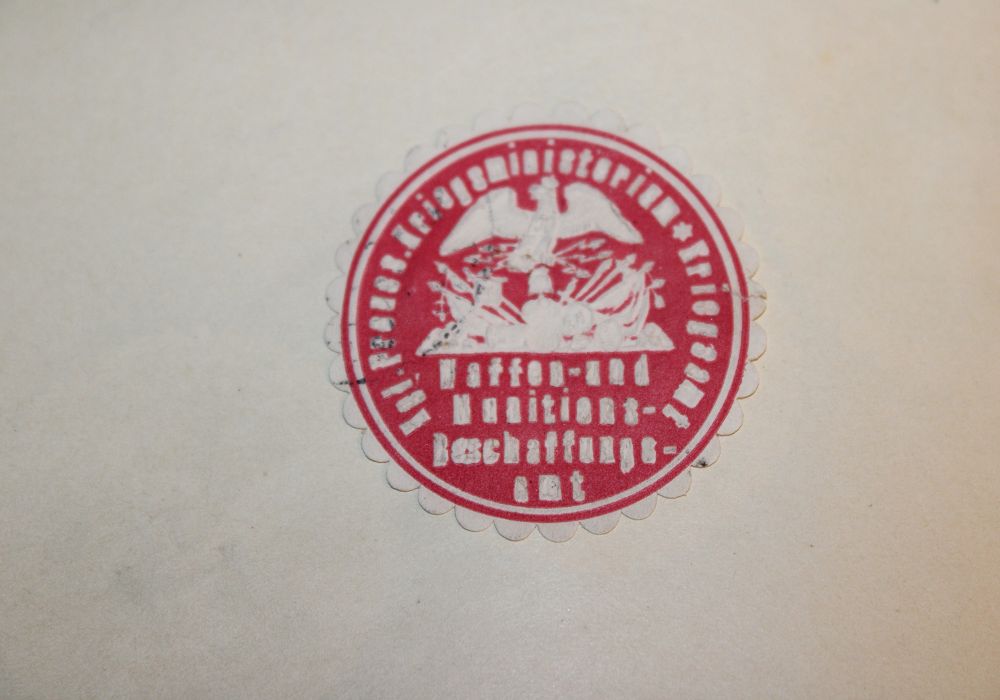 Kgl. Preuss. Kriegsministerium * Kriegsamt
Waffen- und
Munitions-
Beschaffungs-
amt